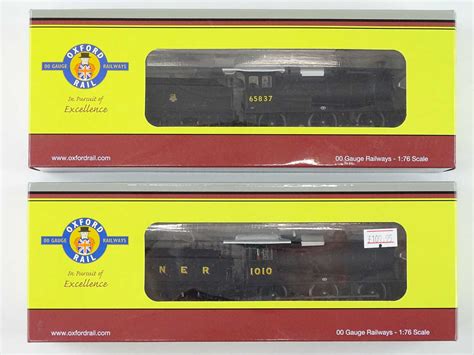 OXFORD
00 GAUGE RAILWAYS
RAIL
In Pursuit of
Excellence
65837
www.oxfordrail.com
00 Gauge Railways - 1:76 Scale
OXFORD
00 GAUGE RAILWAYS
RAIL
In Pursuit of
Excellence
N E R 1010
www.oxfordrail.com
00 Gauge Railways - 1:76 Scale